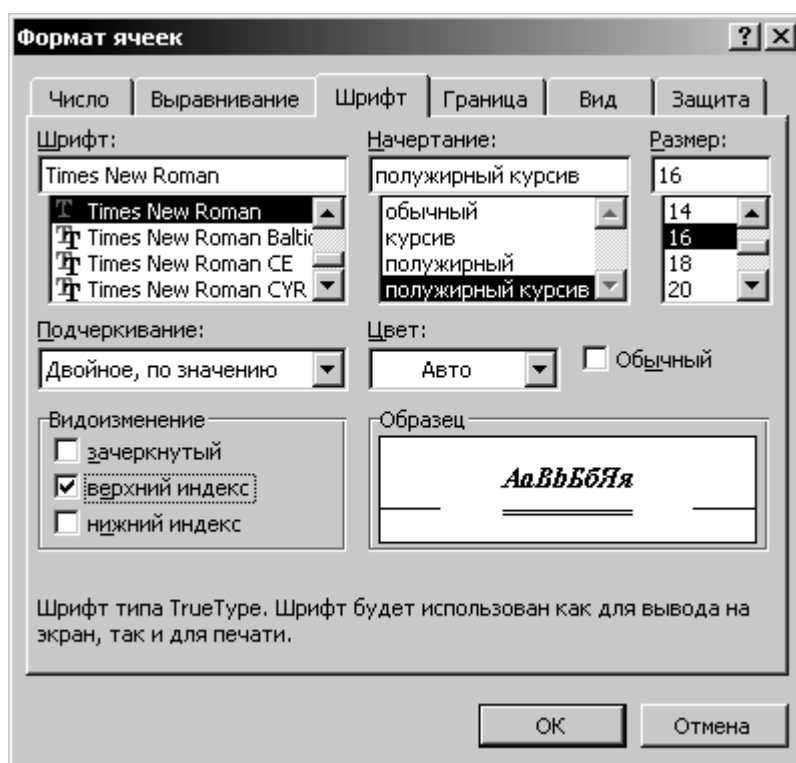 Формат ячеек
Число Выравнивание Шрифт Граница Вид Защита
Шрифт: Начертание: Размер:
Times New Roman полужирный курсив 16
Times New Roman обычный 14
Times New Roman Baltic курсив 16
Times New Roman CE полужирный 18
Times New Roman CYR полужирный курсив 20
Подчеркивание: Цвет:
Двойное, по значению Авто Обычный
Видоизменение Образец
зачеркнутый
верхний индекс АаBbБбЯя
нижний индекс
Шрифт типа TrueType. Шрифт будет использован как для вывода на
экран, так и для печати.
ОК Отмена